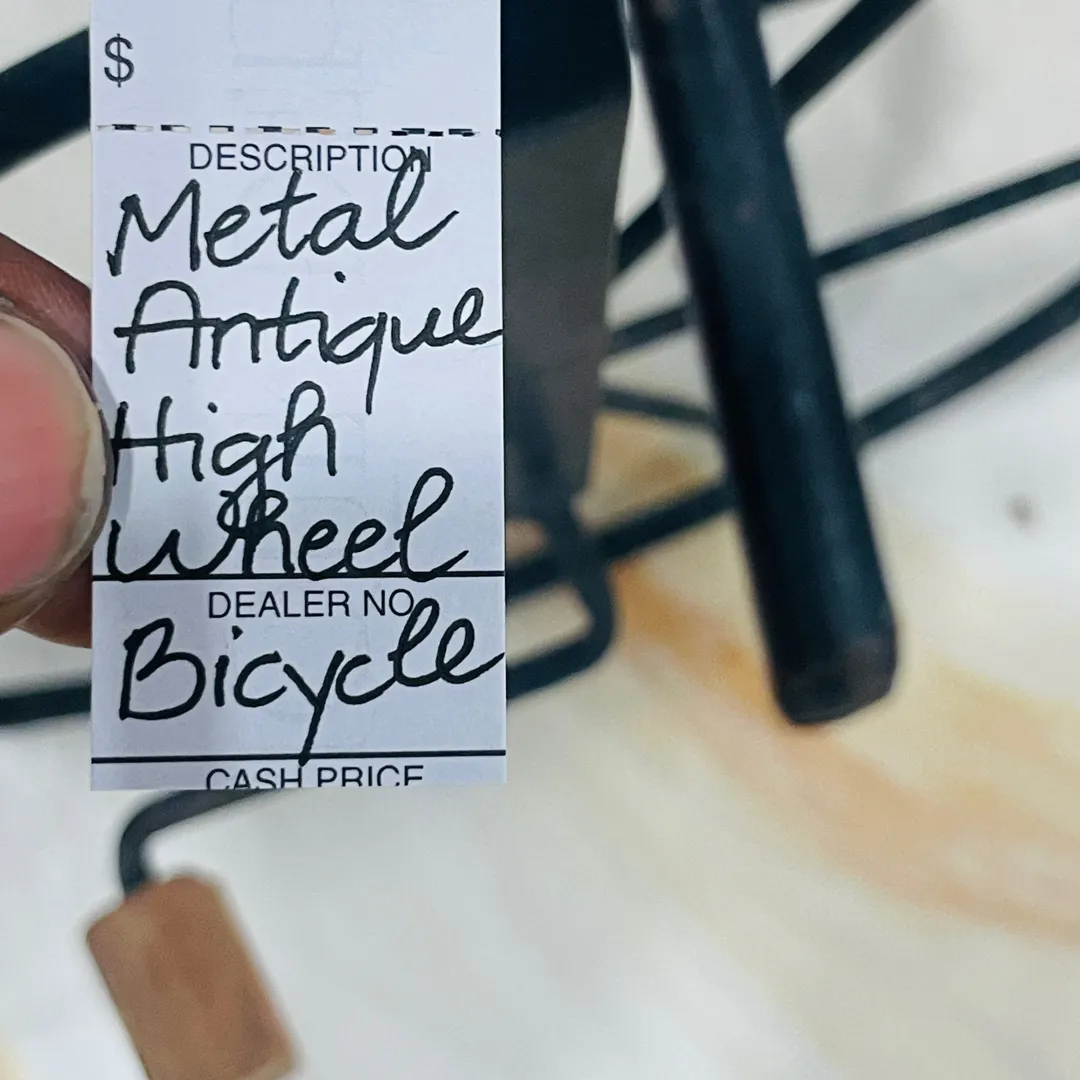 $
DESCRIPTION
Metal
Antique
High
Wheel
DEALER NO
Bicycle
CASH PRICE